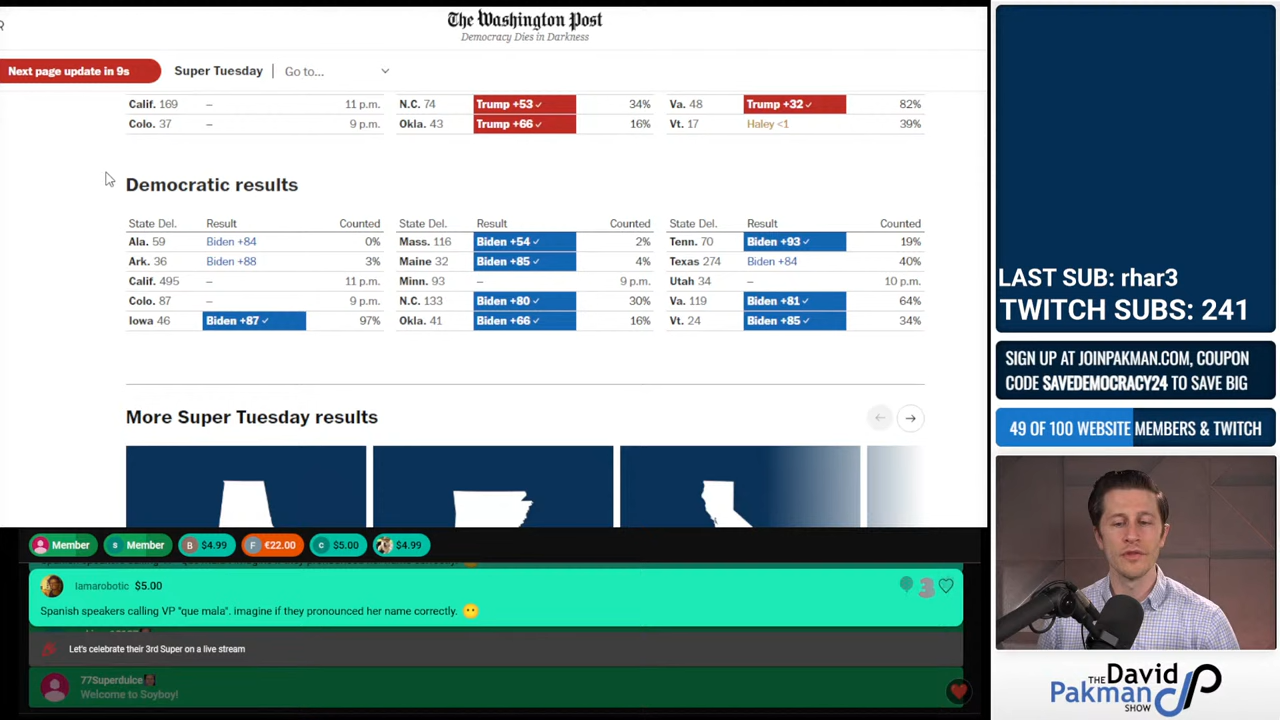 The Washington Post
Democracy Dies in Darkness
Next page update in 9s
Super Tuesday
Go to...
Calif. 169 – 11 p.m. N.C. 74 Trump +53 ✓ 34% Va. 48 Trump +32 ✓ 82%
Colo. 37 – 9 p.m. Okla. 43 Trump +66 ✓ 16% Vt. 17 Haley <1 39%
Democratic results
State Del. Result Counted State Del. Result Counted State Del. Result Counted
Ala. 59 Biden +84 0% Mass. 116 Biden +54 ✓ 2% Tenn. 70 Biden +93 ✓ 19%
Ark. 36 Biden +88 3% Maine 32 Biden +85 ✓ 4% Texas 274 Biden +84 40%
Calif. 495 – 11 p.m. Minn. 93 – 9 p.m. Utah 34 – 10 p.m.
Colo. 87 – 9 p.m. N.C. 133 Biden +80 ✓ 30% Va. 119 Biden +81 ✓ 64%
Iowa 46 Biden +87 ✓ 97% Okla. 41 Biden +66 ✓ 16% Vt. 24 Biden +85 ✓ 34%
More Super Tuesday results
LAST SUB: rhar3
TWITCH SUBS: 241
SIGN UP AT JOINPAKMAN.COM, COUPON
CODE SAVEDEMOCRACY24 TO SAVE BIG
49 OF 100 WEBSITE MEMBERS & TWITCH
Member S Member B $4.99 F €22.00 C $5.00 $4.99
Iamarobotic $5.00
3
Spanish speakers calling VP "que mala". imagine if they pronounced her name correctly.
Let's celebrate their 3rd Super on a live stream
77Superdulce
Welcome to Soyboy!
THE David
Pakman
SHOW